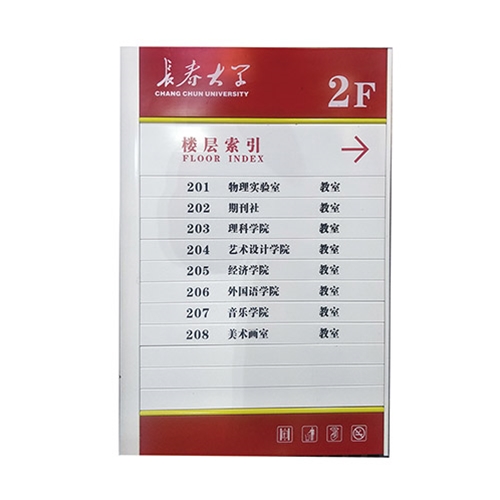 长春大学
CHANG CHUN UNIVERSITY
2F
楼层索引
FLOOR INDEX
201 物理实验室 教室
202 期刊社 教室
203 理科学院 教室
204 艺术设计学院 教室
205 经济学院 教室
206 外国语学院 教室
207 音乐学院 教室
208 美术画室 教室